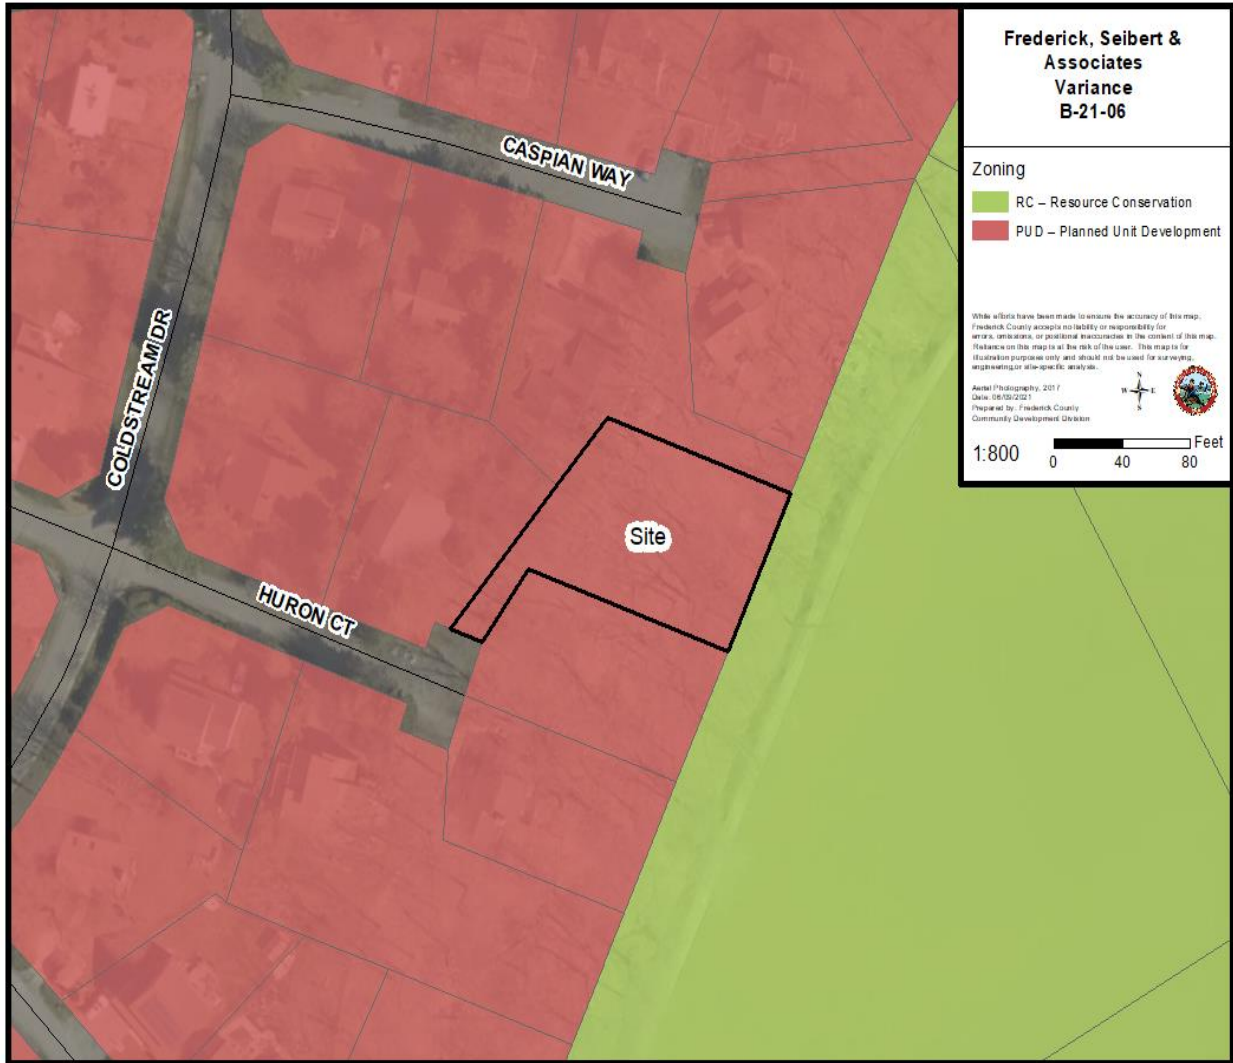 Frederick, Seibert &
Associates
Variance
B-21-06
Zoning
RC – Resource Conservation
PUD – Planned Unit Development
While efforts have been made to ensure the accuracy of this map,
Frederick County accepts no liability or responsibility for
errors, omissions, or positional inaccuracies in the content of this map.
Reliance on this map is at the risk of the user. This map is for
illustration purposes only and should not be used for surveying,
engineering, or site-specific analysis.
Aerial Photography, 2017
Date: 06/09/2021
Prepared by: Frederick County
Community Development Division
N
W E
S
1:800
Feet
0 40 80
CASPIAN WAY
COLDSTREAM DR
Site
HURON CT